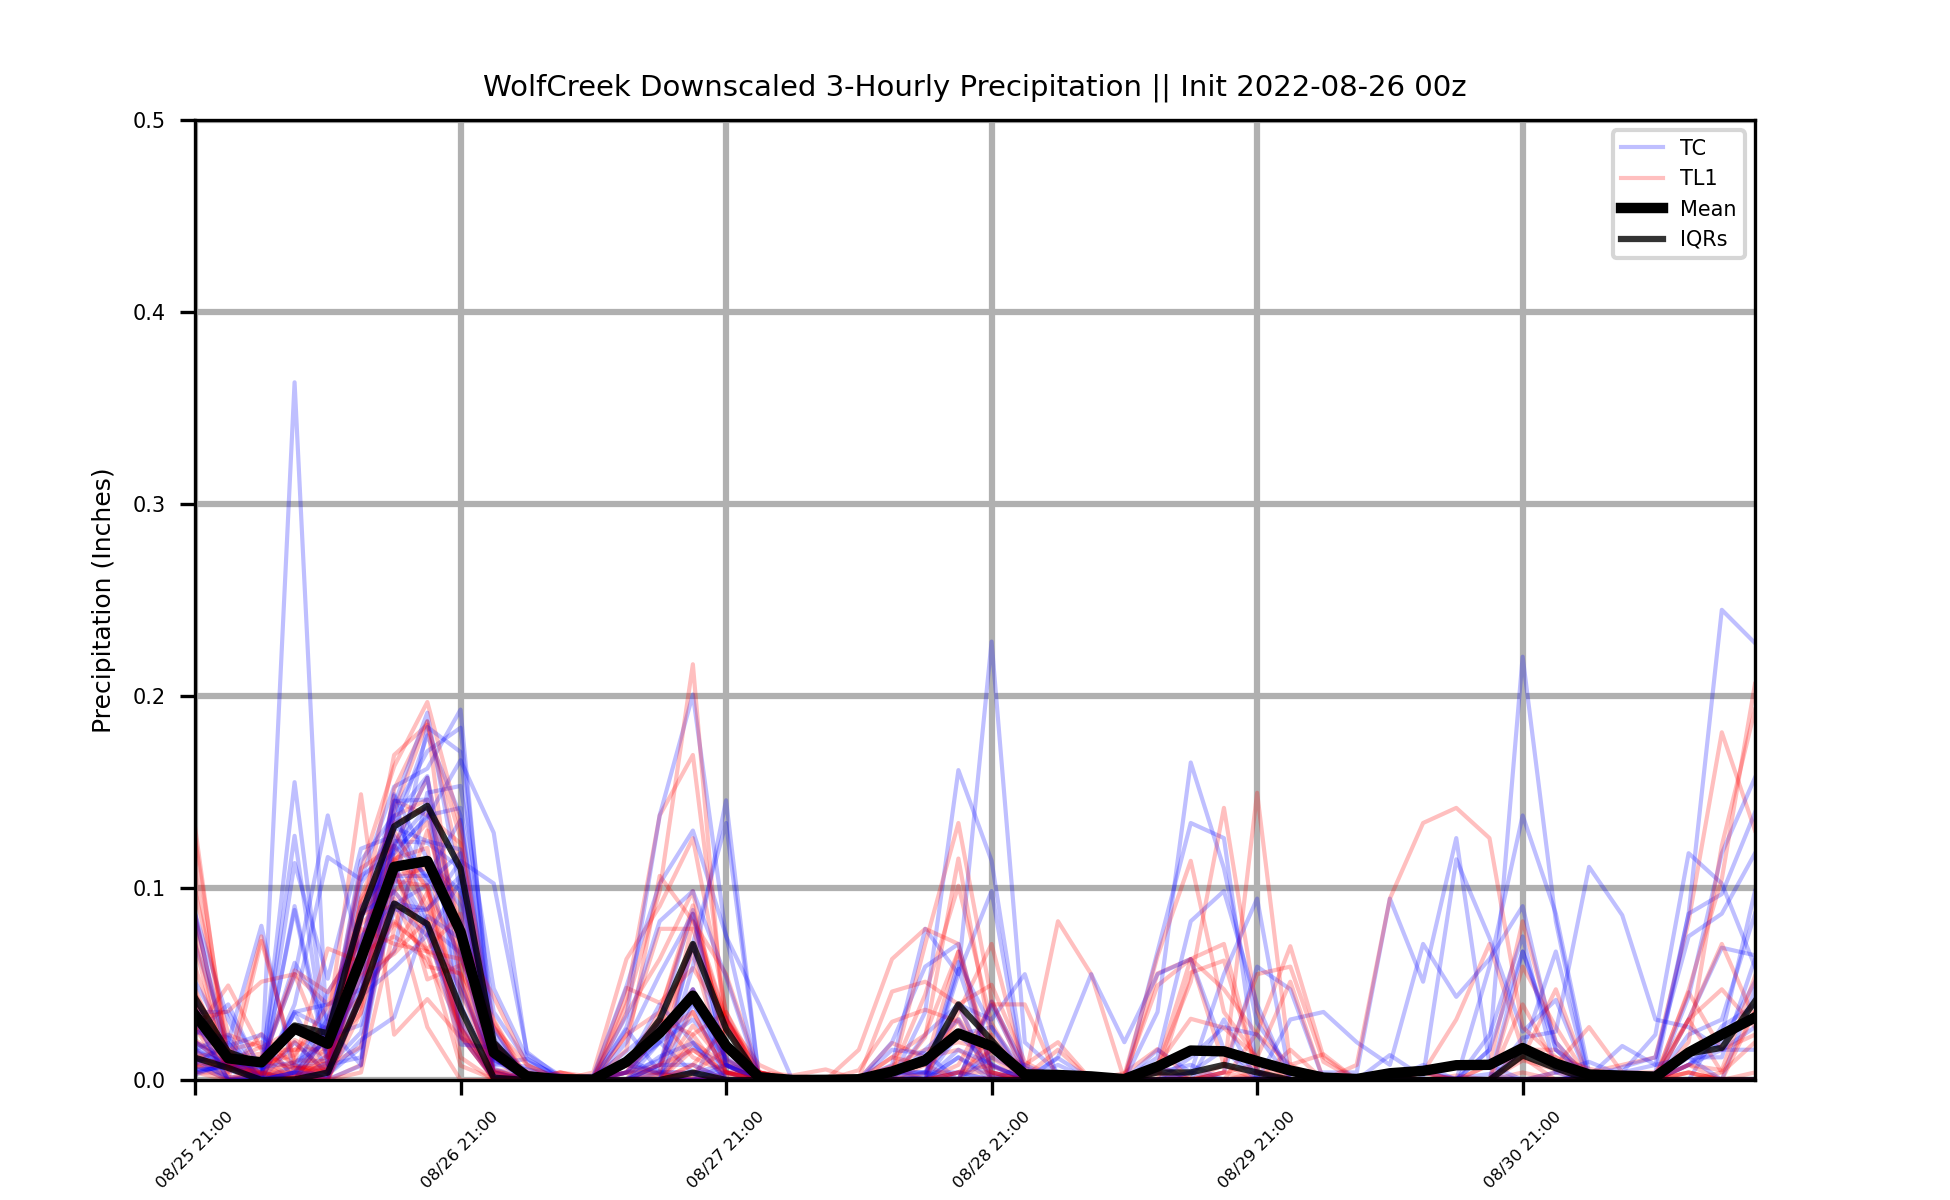 WolfCreek Downscaled 3-Hourly Precipitation || Init 2022-08-26 00z
0.5
0.4
0.3
0.2
0.1
0.0
Precipitation (Inches)
TC
TL1
Mean
IQRs
08/25 21:00
08/26 21:00
08/27 21:00
08/28 21:00
08/29 21:00
08/30 21:00